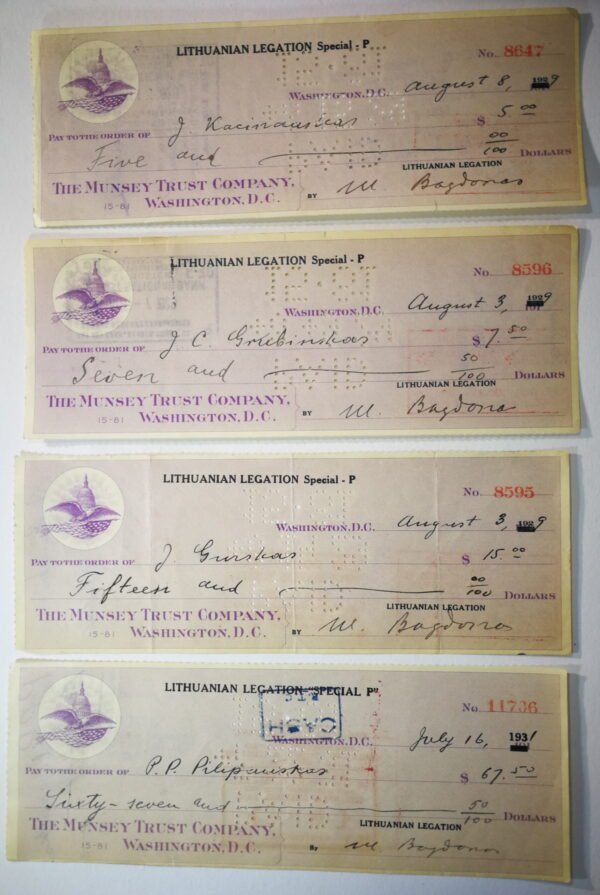 LITHUANIAN LEGATION Special - P
No. 8647
WASHINGTON, D.C. August 8, 1929
PAY TO THE ORDER OF J. Kacinauskas $ 5.00
Five and 00/100 DOLLARS
LITHUANIAN LEGATION
THE MUNSEY TRUST COMPANY,
15-81 WASHINGTON, D.C. BY M. Bagdonas
LITHUANIAN LEGATION Special - P
No. 8596
WASHINGTON, D.C. August 3, 1929
PAY TO THE ORDER OF J. C. Grubinskas $ 7.50
Seven and 50/100 DOLLARS
LITHUANIAN LEGATION
THE MUNSEY TRUST COMPANY,
15-81 WASHINGTON, D.C. BY M. Bagdonas
LITHUANIAN LEGATION Special - P
No. 8595
WASHINGTON, D.C. August 3, 1929
PAY TO THE ORDER OF J. Gurskas $ 15.00
Fifteen and 00/100 DOLLARS
LITHUANIAN LEGATION
THE MUNSEY TRUST COMPANY,
15-81 WASHINGTON, D.C. BY M. Bagdonas
LITHUANIAN LEGATION "SPECIAL P"
No. 11736
CASH
WASHINGTON, D.C. July 16, 1931
PAY TO THE ORDER OF P. P. Pilipauskas $ 67.50
Sixty-seven and 50/100 DOLLARS
LITHUANIAN LEGATION
THE MUNSEY TRUST COMPANY,
15-81 WASHINGTON, D.C. By M. Bagdonas